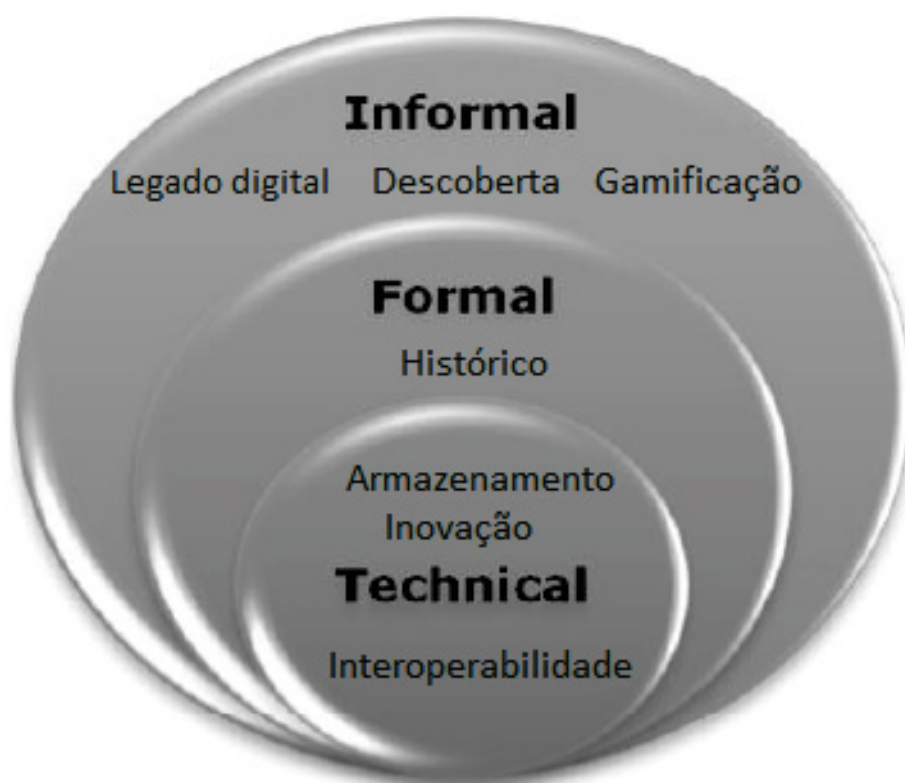 Informal
Legado digital Descoberta Gamificação
Formal
Histórico
Armazenamento
Inovação
Technical
Interoperabilidade